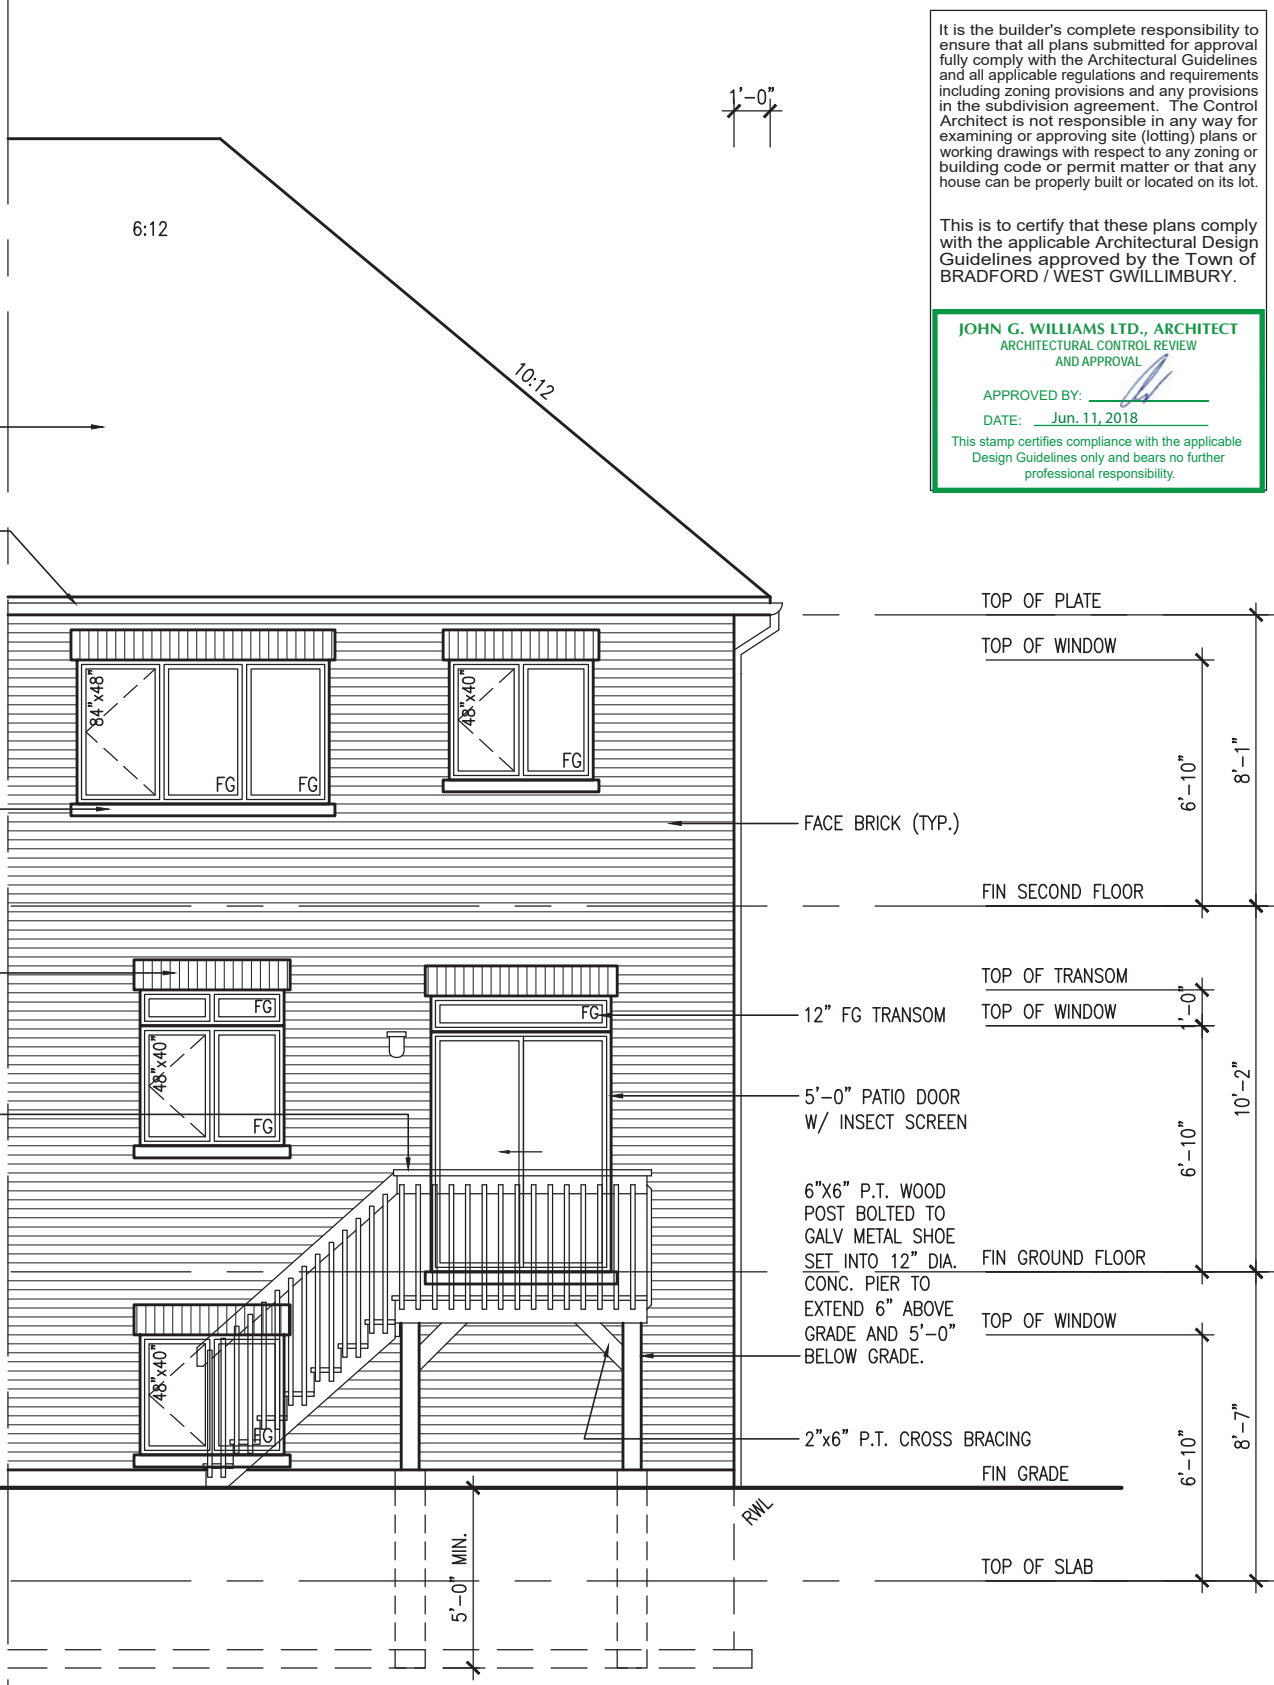 It is the builder's complete responsibility to
ensure that all plans submitted for approval
fully comply with the Architectural Guidelines
and all applicable regulations and requirements
including zoning provisions and any provisions
in the subdivision agreement. The Control
Architect is not responsible in any way for
examining or approving site (lotting) plans or
working drawings with respect to any zoning or
building code or permit matter or that any
house can be properly built or located on its lot.
This is to certify that these plans comply
with the applicable Architectural Design
Guidelines approved by the Town of
BRADFORD / WEST GWILLIMBURY.
JOHN G. WILLIAMS LTD., ARCHITECT
ARCHITECTURAL CONTROL REVIEW
AND APPROVAL
APPROVED BY:
DATE: Jun. 11, 2018
This stamp certifies compliance with the applicable
Design Guidelines only and bears no further
professional responsibility.
1'-0"
6:12
10:12
TOP OF PLATE
TOP OF WINDOW
84"x48"
FG
FG
48"x40"
FG
6'-10"
8'-1"
FACE BRICK (TYP.)
FIN SECOND FLOOR
TOP OF TRANSOM
TOP OF WINDOW
1'-0"
FG
48"x40"
FG
FG
12" FG TRANSOM
5'-0" PATIO DOOR
W/ INSECT SCREEN
6'-10"
10'-2"
6"X6" P.T. WOOD
POST BOLTED TO
GALV METAL SHOE
SET INTO 12" DIA.
CONC. PIER TO
EXTEND 6" ABOVE
GRADE AND 5'-0"
BELOW GRADE.
FIN GROUND FLOOR
TOP OF WINDOW
48"x40"
FG
2"x6" P.T. CROSS BRACING
6'-10"
8'-7"
FIN GRADE
RWL
5'-0" MIN.
TOP OF SLAB